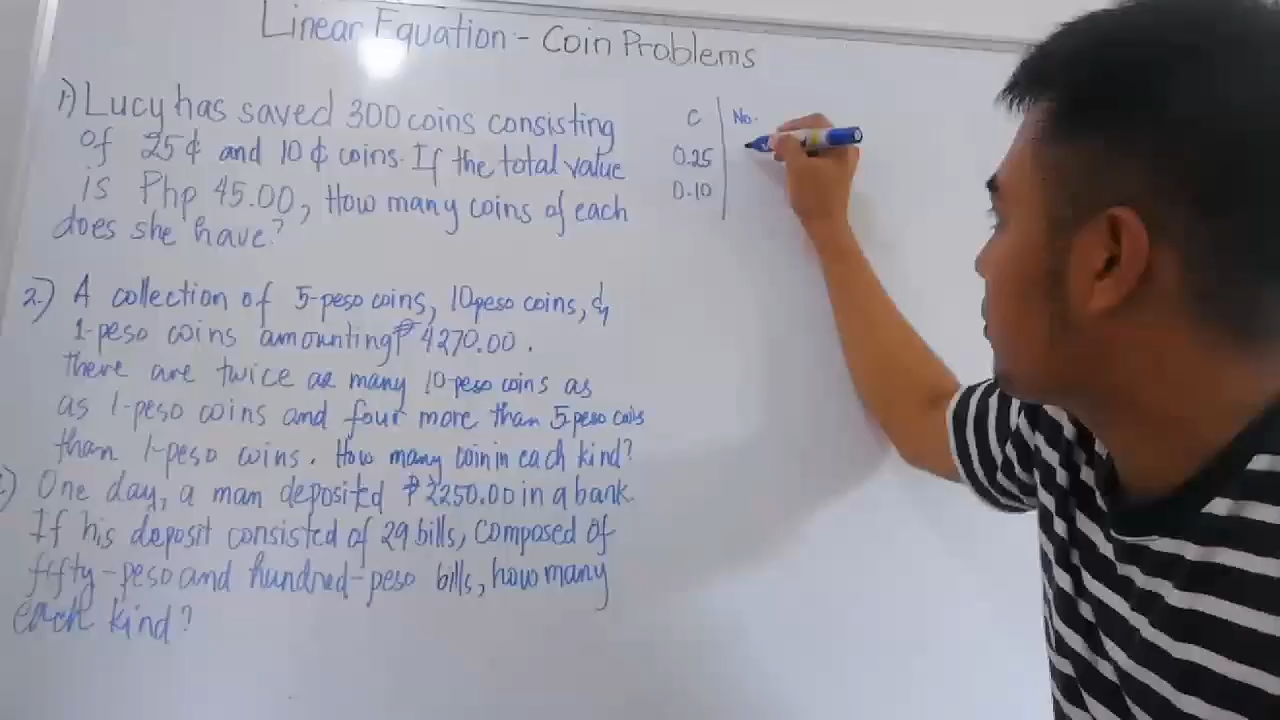 Linear Equation - Coin Problems
1.) Lucy has saved 300 coins consisting
of 25¢ and 10¢ coins. If the total value
is Php 45.00, How many coins of each
does she have?
C No.
0.25
0.10
2.) A collection of 5-peso coins, 10peso coins, &
1-peso coins amounting ₱4270.00.
there are twice as many 10-peso coins as
as 1-peso coins and four more than 5-peso coins
than 1-peso coins. How many coin in each kind?
One day, a man deposited ₱2250.00 in a bank.
If his deposit consisted of 29 bills, composed of
fifty-peso and hundred-peso bills, how many
each kind?